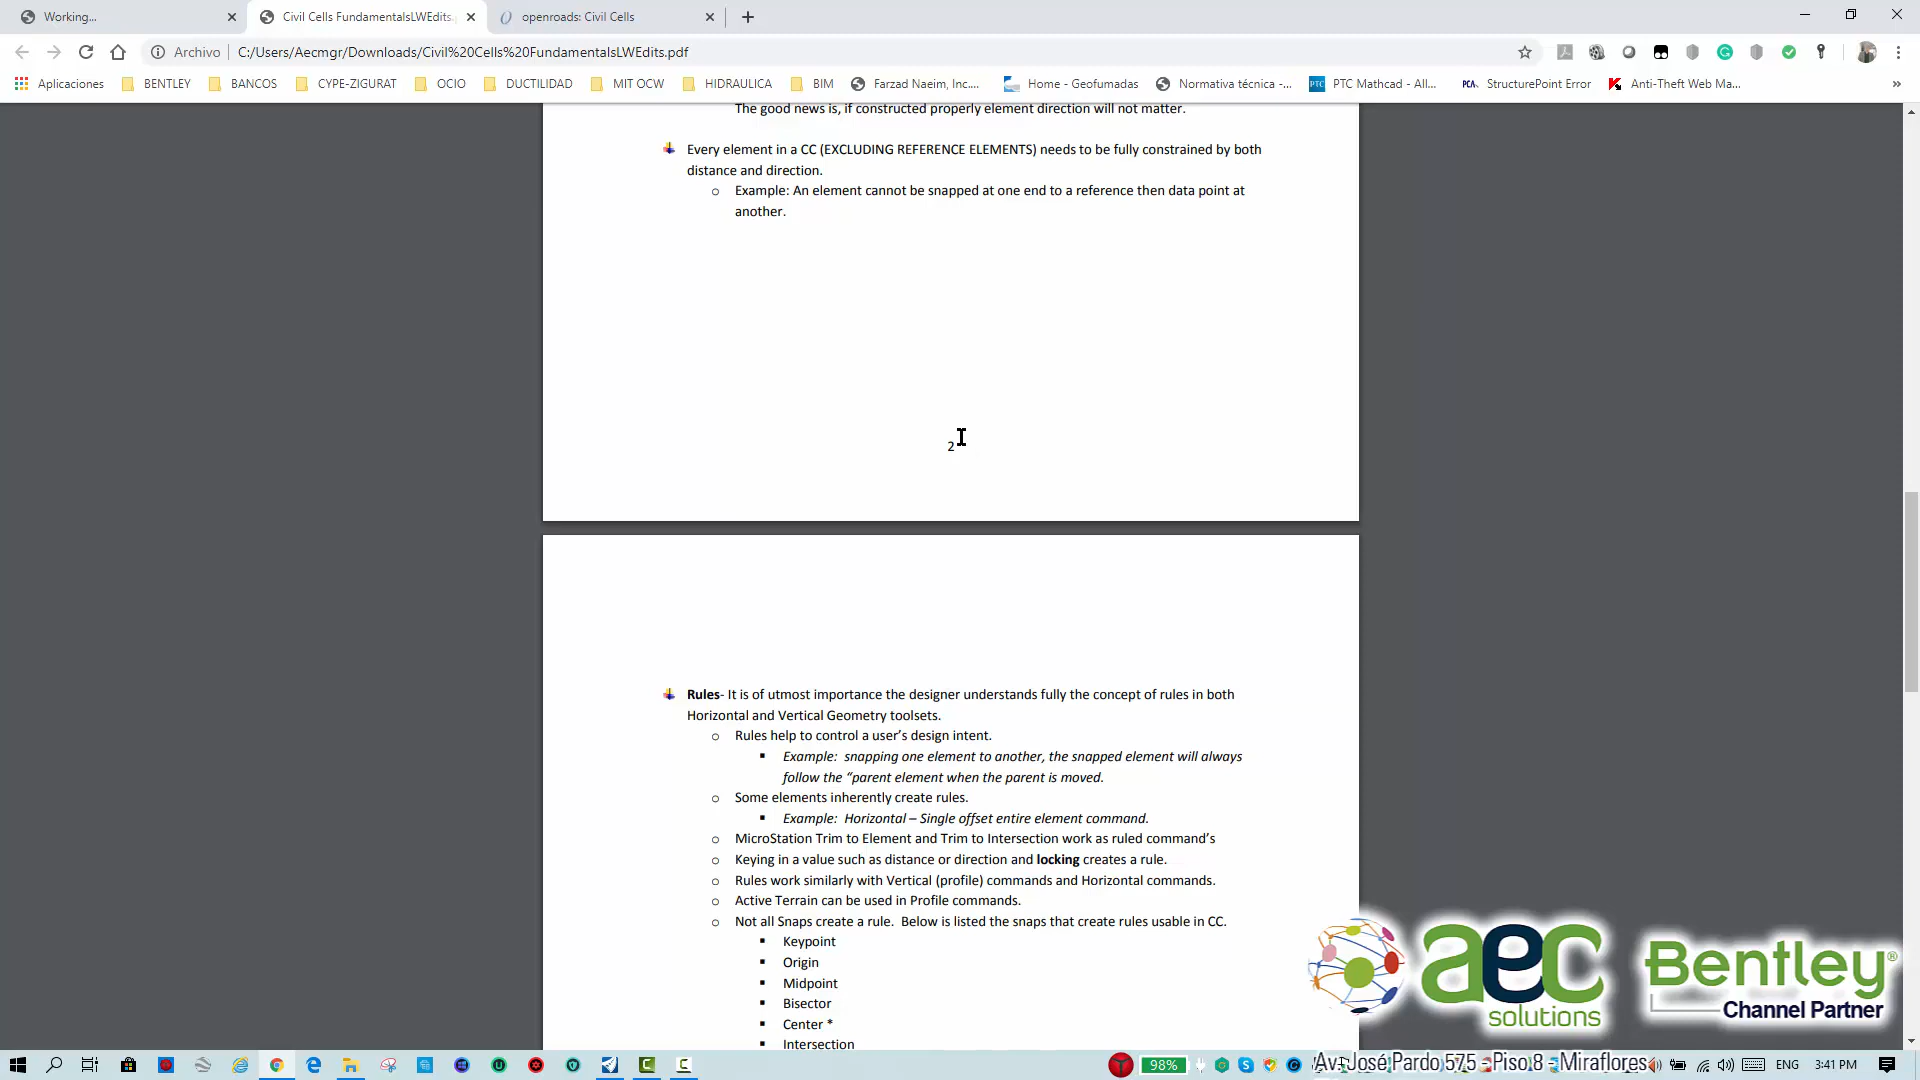 Working...
Civil Cells FundamentalsLWEdits.
openroads: Civil Cells
Archivo
C:/Users/Aecmgr/Downloads/Civil%20Cells%20FundamentalsLWEdits.pdf
Aplicaciones
BENTLEY
BANCOS
CYPE-ZIGURAT
OCIO
DUCTILIDAD
MIT OCW
HIDRAULICA
BIM
Farzad Naeim, Inc....
Home - Geofumadas
Normativa técnica -...
PTC
PTC Mathcad - All...
PCA
StructurePoint Error
Anti-Theft Web Ma...
»
The good news is, if constructed properly element direction will not matter.
Every element in a CC (EXCLUDING REFERENCE ELEMENTS) needs to be fully constrained by both
distance and direction.
o Example: An element cannot be snapped at one end to a reference then data point at
another.
2
Rules- It is of utmost importance the designer understands fully the concept of rules in both
Horizontal and Vertical Geometry toolsets.
o Rules help to control a user's design intent.
▪ Example:  snapping one element to another, the snapped element will always
follow the “parent element when the parent is moved.
o Some elements inherently create rules.
▪ Example:  Horizontal – Single offset entire element command.
o MicroStation Trim to Element and Trim to Intersection work as ruled command's
o Keying in a value such as distance or direction and locking creates a rule.
o Rules work similarly with Vertical (profile) commands and Horizontal commands.
o Active Terrain can be used in Profile commands.
o Not all Snaps create a rule.  Below is listed the snaps that create rules usable in CC.
▪ Keypoint
▪ Origin
▪ Midpoint
▪ Bisector
▪ Center *
▪ Intersection
aec
solutions
Bentley®
Channel Partner
Av. José Pardo 575 - Piso 8 - Miraflores
98%
ENG
3:41 PM